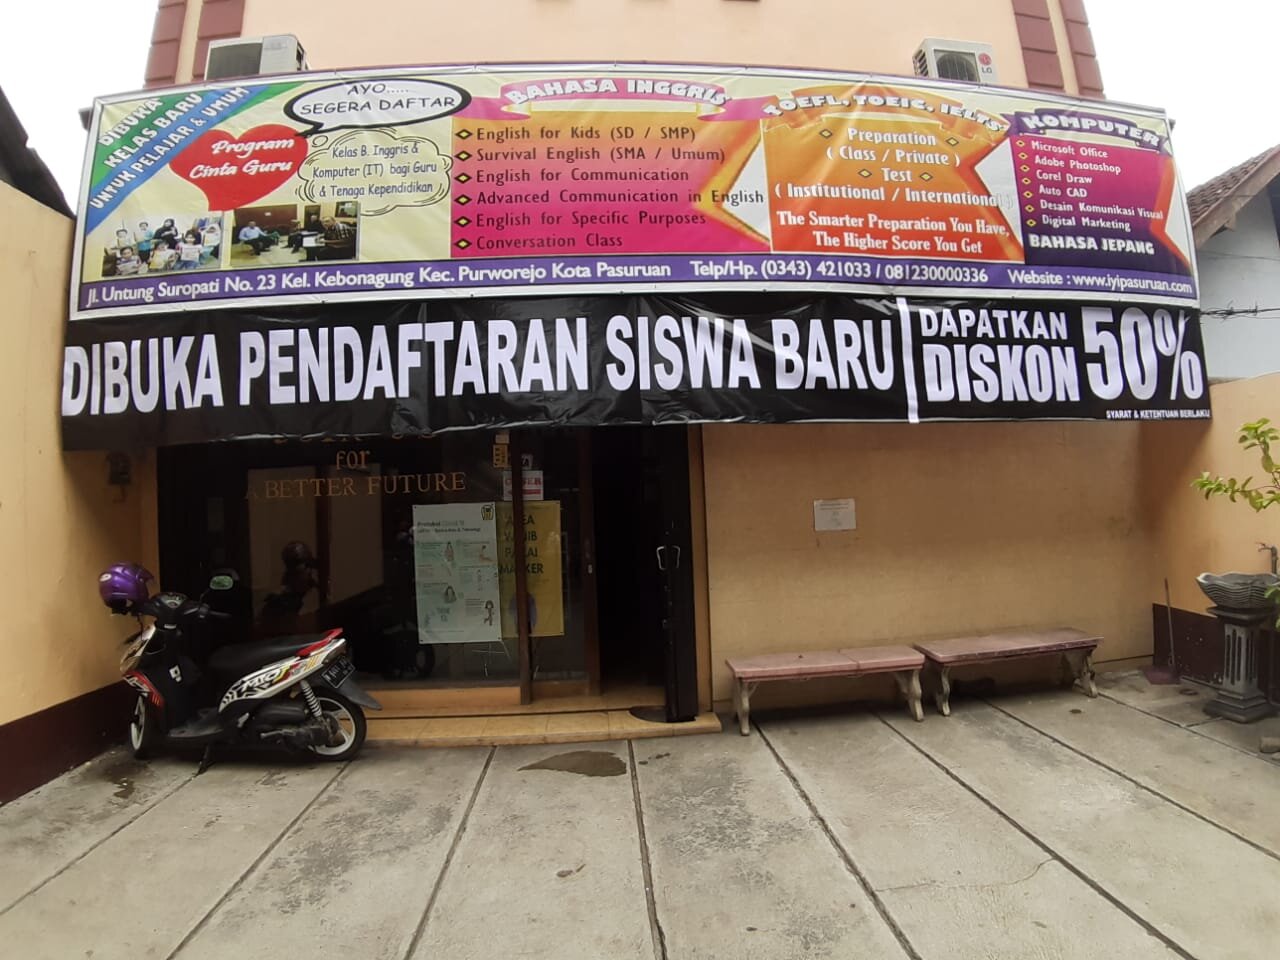 DIBUKA
KELAS BARU
UNTUK PELAJAR & UMUM
AYO.....
SEGERA DAFTAR
Program
Cinta Guru
Kelas B. Inggris &
Komputer (IT) bagi Guru
& Tenaga Kependidikan
BAHASA INGGRIS
English for Kids (SD / SMP)
Survival English (SMA / Umum)
English for Communication
Advanced Communication in English
English for Specific Purposes
Conversation Class
TOEFL, TOEIC, IELTS
Preparation
( Class / Private )
Test
( Institutional / International )
The Smarter Preparation You Have,
The Higher Score You Get
KOMPUTER
Microsoft Office
Adobe Photoshop
Corel Draw
Auto CAD
Desain Komunikasi Visual
Digital Marketing
BAHASA JEPANG
Jl. Untung Suropati No. 23 Kel. Kebonagung Kec. Purworejo Kota Pasuruan Telp/Hp. (0343) 421033 / 081230000336 Website : www.iyipasuruan.com
DIBUKA PENDAFTARAN SISWA BARU
DAPATKAN
DISKON 50%
SYARAT & KETENTUAN BERLAKU
for
A BETTER FUTURE
AREA
WAJIB
PAKAI
MASKER
LG